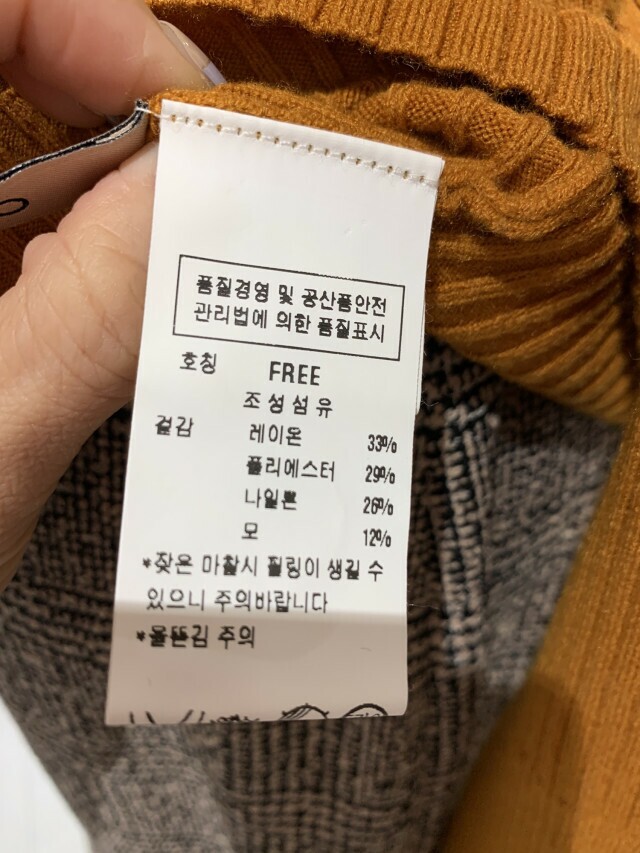 품질경영 및 공산품안전
관리법에 의한 품질표시
호칭 FREE
조성섬유
겉감 레이온 33%
폴리에스터 29%
나일론 26%
모 12%
*잦은 마찰시 필링이 생길 수
있으니 주의바랍니다
*올뜯김 주의